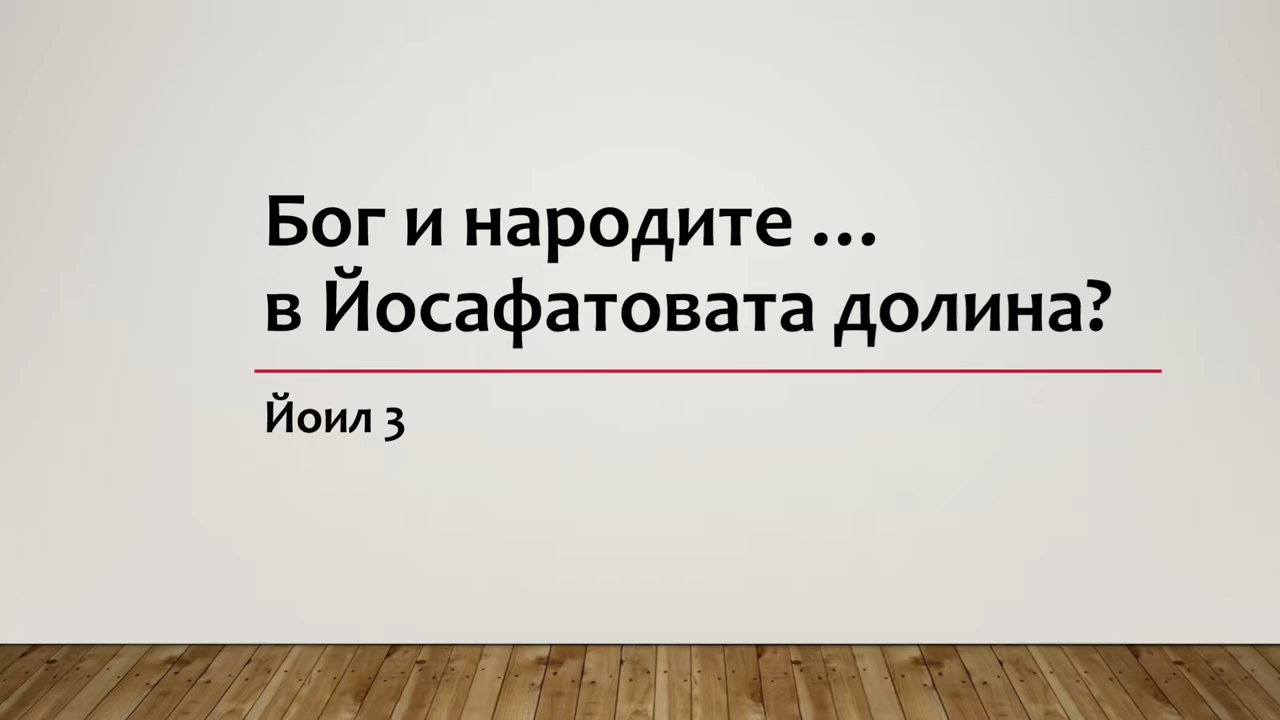 Бог и народите ...
в Йосафатовата долина?
Йоил 3